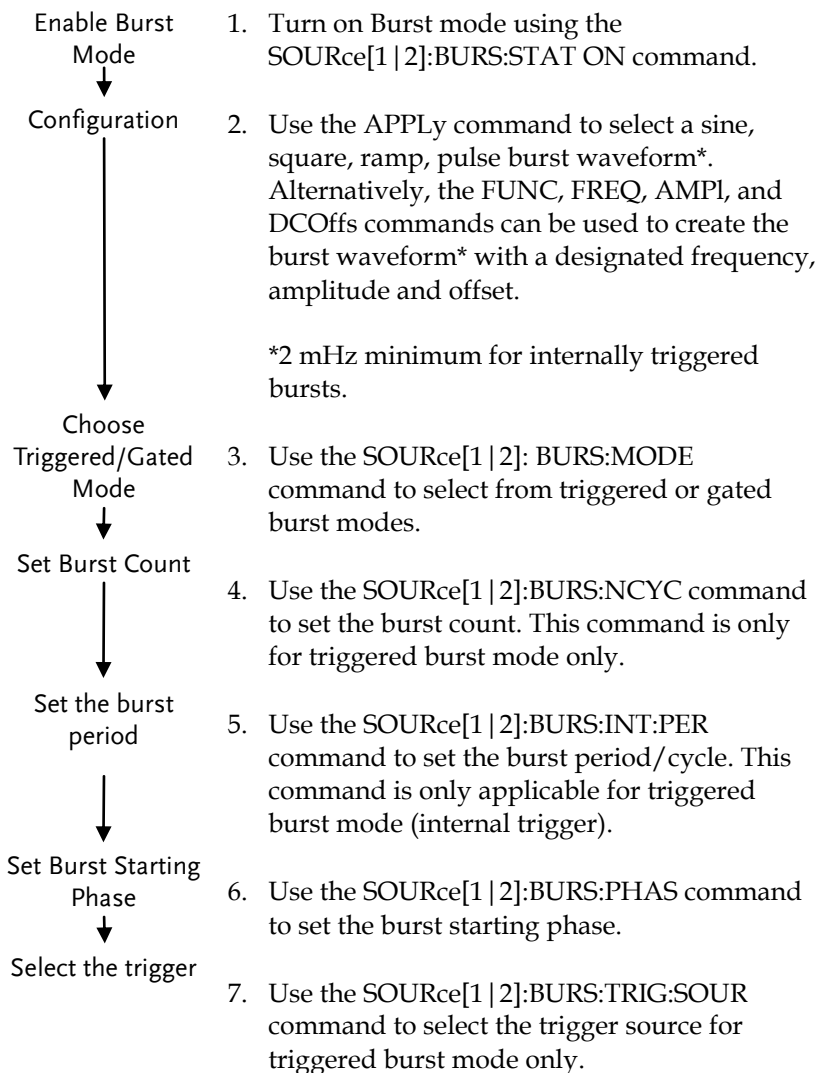 Enable Burst
Mode
1. Turn on Burst mode using the
SOURce[1|2]:BURS:STAT ON command.
Configuration
2. Use the APPLy command to select a sine,
square, ramp, pulse burst waveform*.
Alternatively, the FUNC, FREQ, AMPl, and
DCOffs commands can be used to create the
burst waveform* with a designated frequency,
amplitude and offset.
*2 mHz minimum for internally triggered
bursts.
Choose
Triggered/Gated
Mode
3. Use the SOURce[1|2]: BURS:MODE
command to select from triggered or gated
burst modes.
Set Burst Count
4. Use the SOURce[1|2]:BURS:NCYC command
to set the burst count. This command is only
for triggered burst mode only.
Set the burst
period
5. Use the SOURce[1|2]:BURS:INT:PER
command to set the burst period/cycle. This
command is only applicable for triggered
burst mode (internal trigger).
Set Burst Starting
Phase
6. Use the SOURce[1|2]:BURS:PHAS command
to set the burst starting phase.
Select the trigger
7. Use the SOURce[1|2]:BURS:TRIG:SOUR
command to select the trigger source for
triggered burst mode only.